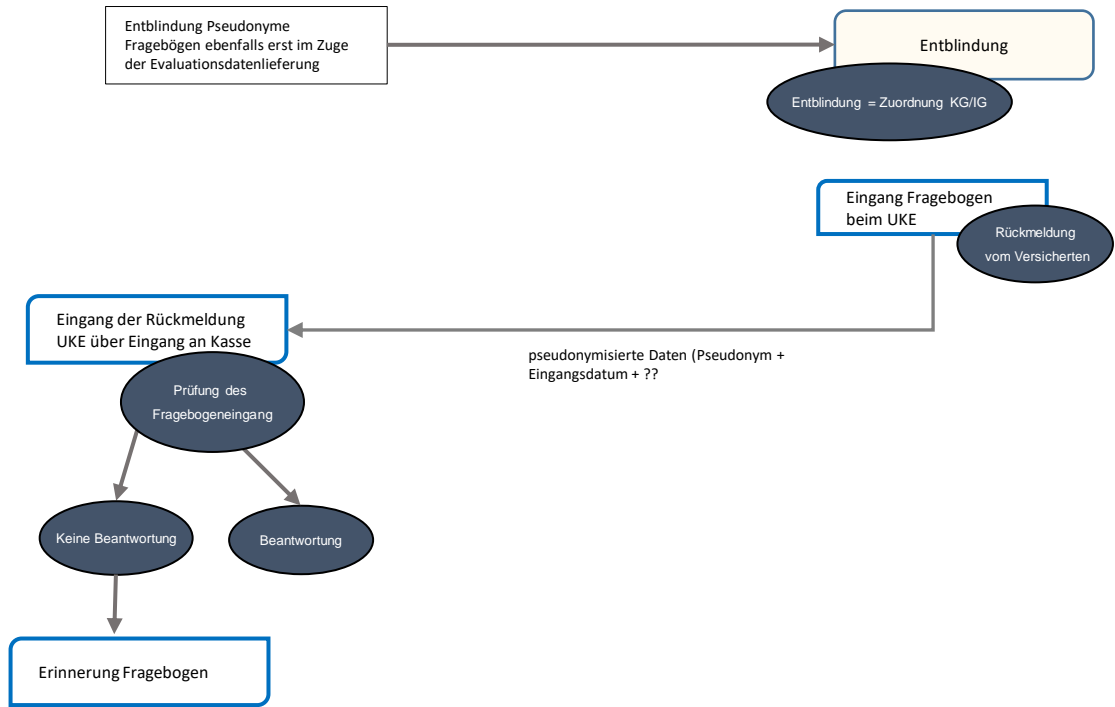 Entblindung Pseudonyme
Fragebögen ebenfalls erst im Zuge
der Evaluationsdatenlieferung
Entblindung
Entblindung = Zuordnung KG/IG
Eingang Fragebogen
beim UKE
Rückmeldung
vom Versicherten
Eingang der Rückmeldung
UKE über Eingang an Kasse
pseudonymisierte Daten (Pseudonym +
Eingangsdatum + ??
Prüfung des
Fragebogeneingang
Keine Beantwortung
Beantwortung
Erinnerung Fragebogen